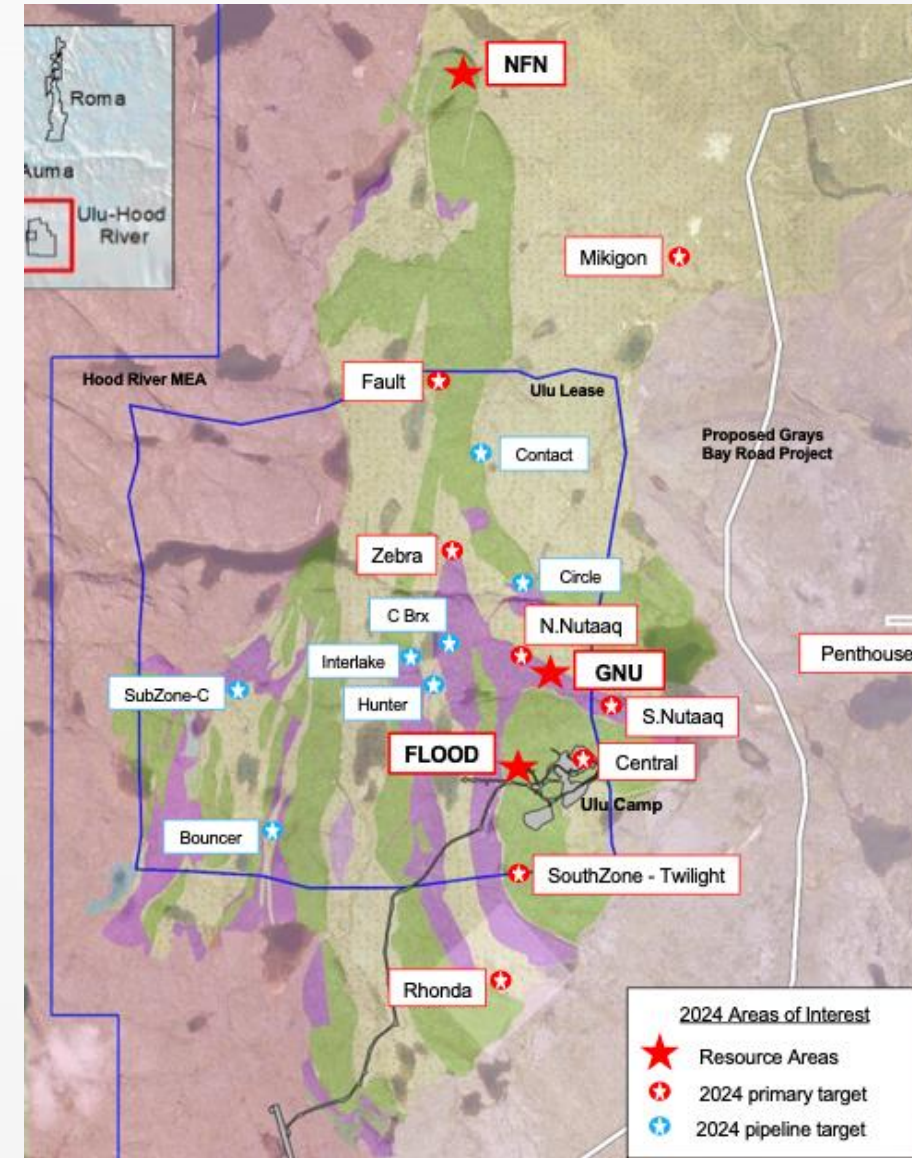 NFN
Roma
Auma
Ulu-Hood
River
Mikigon
Hood River MEA
Fault
Ulu Lease
Proposed Grays
Bay Road Project
Contact
Zebra
Circle
C Brx
N.Nutaaq
Interlake
GNU
Penthouse
SubZone-C
Hunter
S.Nutaaq
FLOOD
Central
Ulu Camp
Bouncer
SouthZone - Twilight
Rhonda
2024 Areas of Interest
Resource Areas
2024 primary target
2024 pipeline target